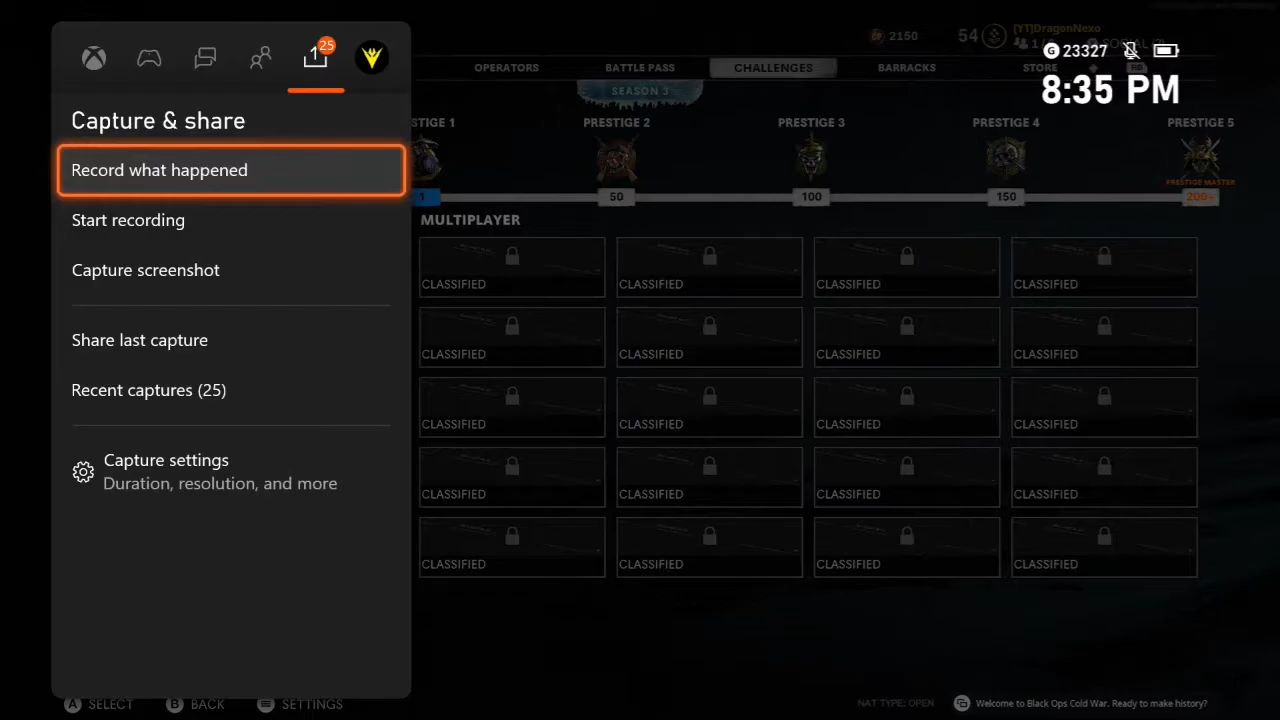 25
Capture & share
Record what happened
Start recording
Capture screenshot
Share last capture
Recent captures (25)
Capture settings
Duration, resolution, and more
A SELECT B BACK SETTINGS
2150 54 [YT]DragonNexo
G 23327
8:35 PM
OPERATORS BATTLE PASS CHALLENGES BARRACKS STORE
SEASON 3
STIGE 1 PRESTIGE 2 PRESTIGE 3 PRESTIGE 4 PRESTIGE 5
PRESTIGE MASTER
1 50 100 150 200+
MULTIPLAYER
CLASSIFIED CLASSIFIED CLASSIFIED CLASSIFIED
CLASSIFIED CLASSIFIED CLASSIFIED CLASSIFIED
CLASSIFIED CLASSIFIED CLASSIFIED CLASSIFIED
CLASSIFIED CLASSIFIED CLASSIFIED CLASSIFIED
CLASSIFIED CLASSIFIED CLASSIFIED CLASSIFIED
NAT TYPE: OPEN Welcome to Black Ops Cold War. Ready to make history?